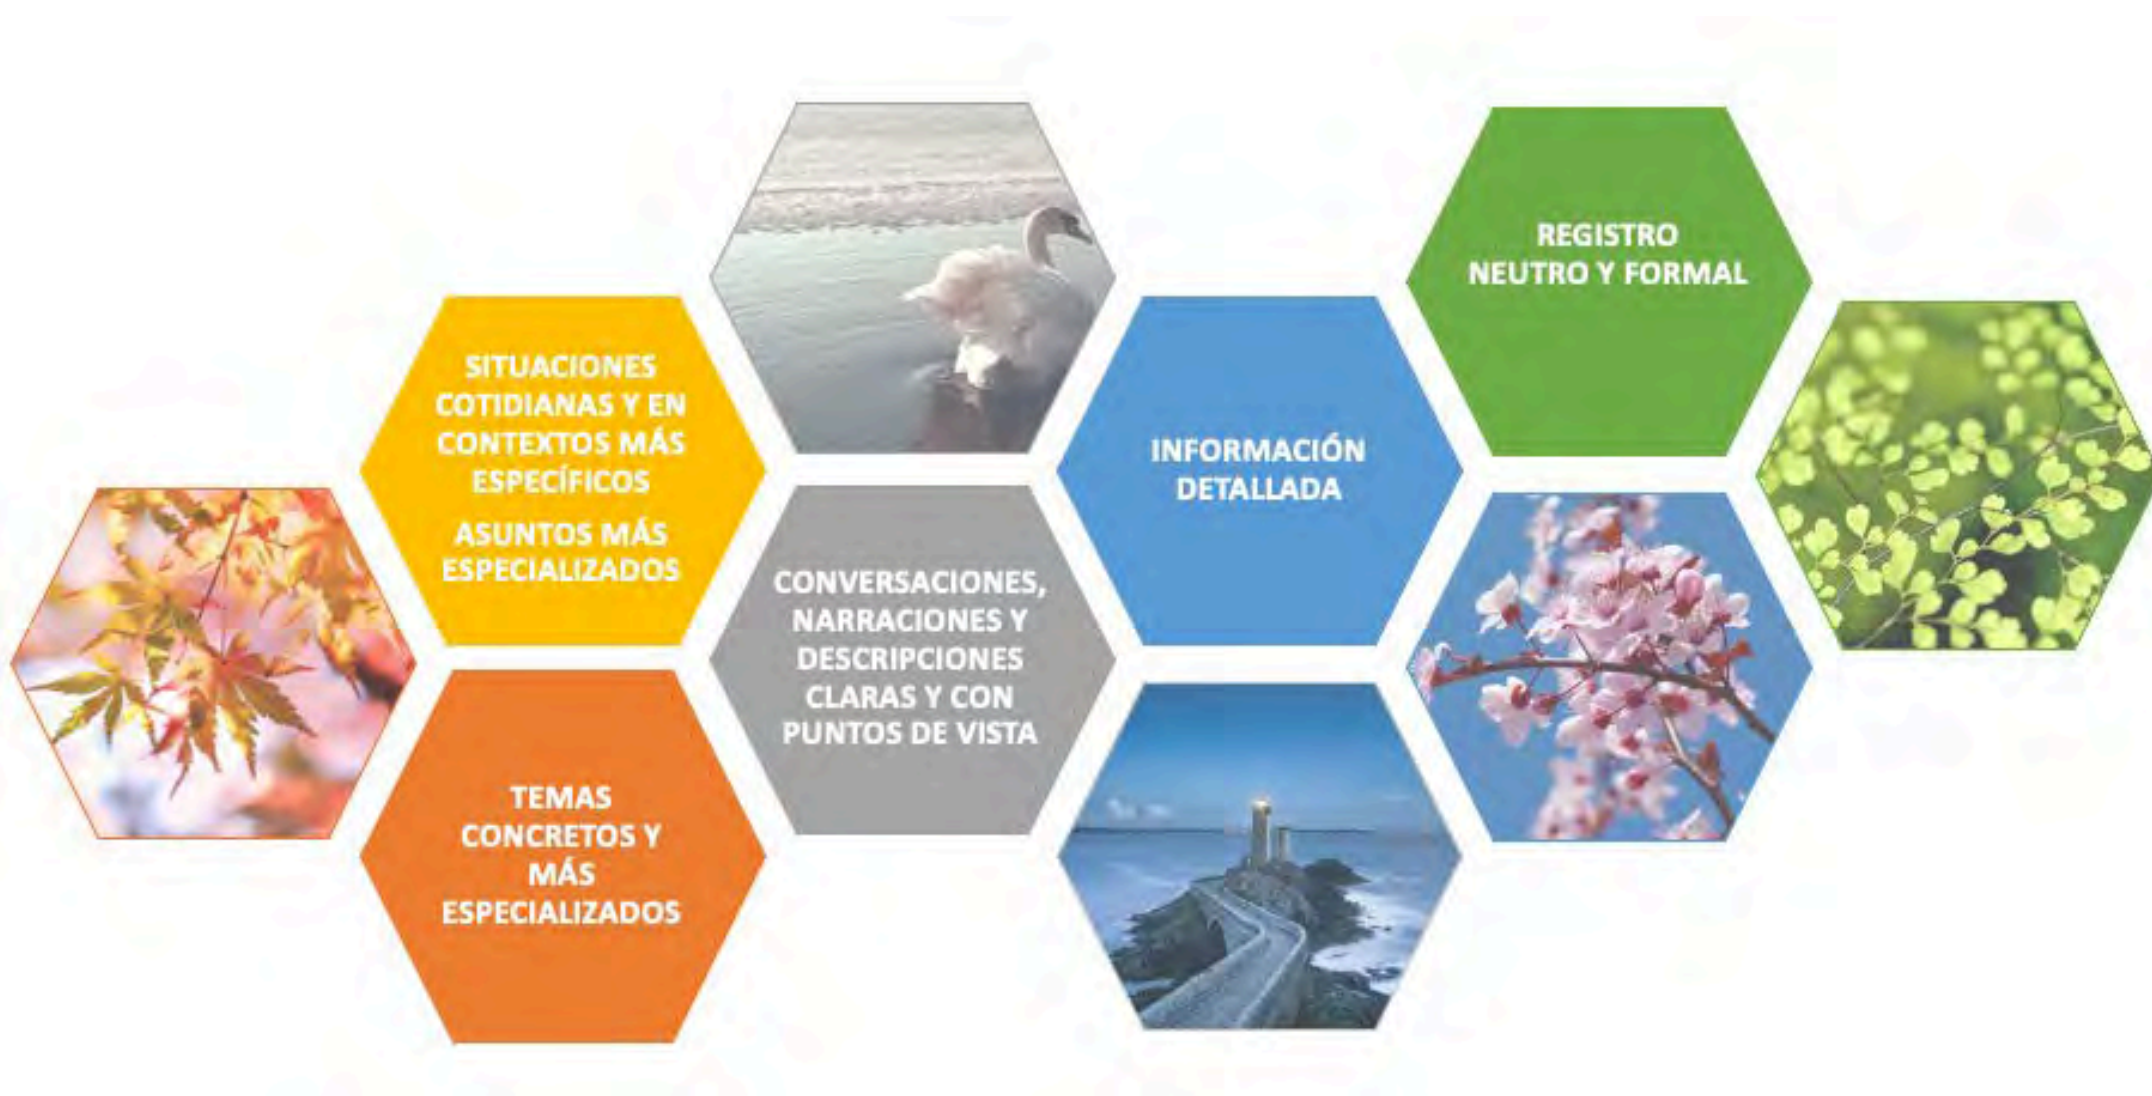 SITUACIONES
COTIDIANAS Y EN
CONTEXTOS MÁS
ESPECÍFICOS
ASUNTOS MÁS
ESPECIALIZADOS
TEMAS
CONCRETOS Y
MÁS
ESPECIALIZADOS
CONVERSACIONES,
NARRACIONES Y
DESCRIPCIONES
CLARAS Y CON
PUNTOS DE VISTA
INFORMACIÓN
DETALLADA
REGISTRO
NEUTRO Y FORMAL